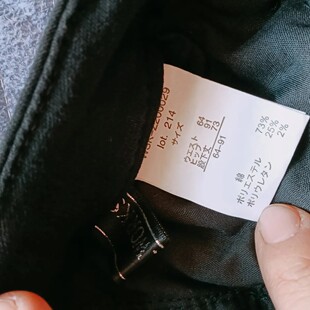 lot. 214
サイズ
ウエスト 64
ヒップ 91
股下丈 73
64-91
綿 73%
ポリエステル 25%
ポリウレタン 2%